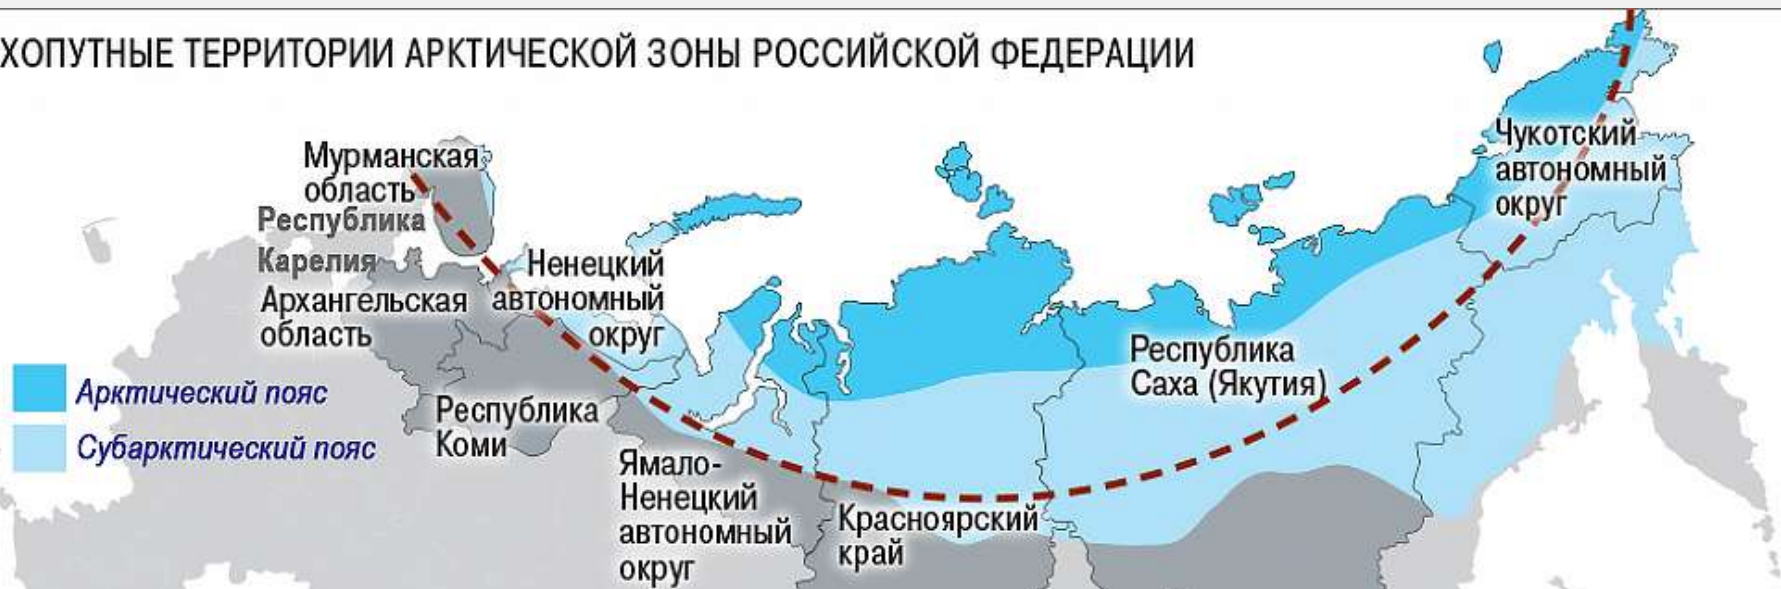 ХОПУТНЫЕ ТЕРРИТОРИИ АРКТИЧЕСКОЙ ЗОНЫ РОССИЙСКОЙ ФЕДЕРАЦИИ
Мурманская
область
Республика
Карелия
Архангельская
область
Ненецкий
автономный
округ
Чукотский
автономный
округ
Республика
Саха (Якутия)
Арктический пояс
Субарктический пояс
Республика
Коми
Ямало-
Ненецкий
автономный
округ
Красноярский
край